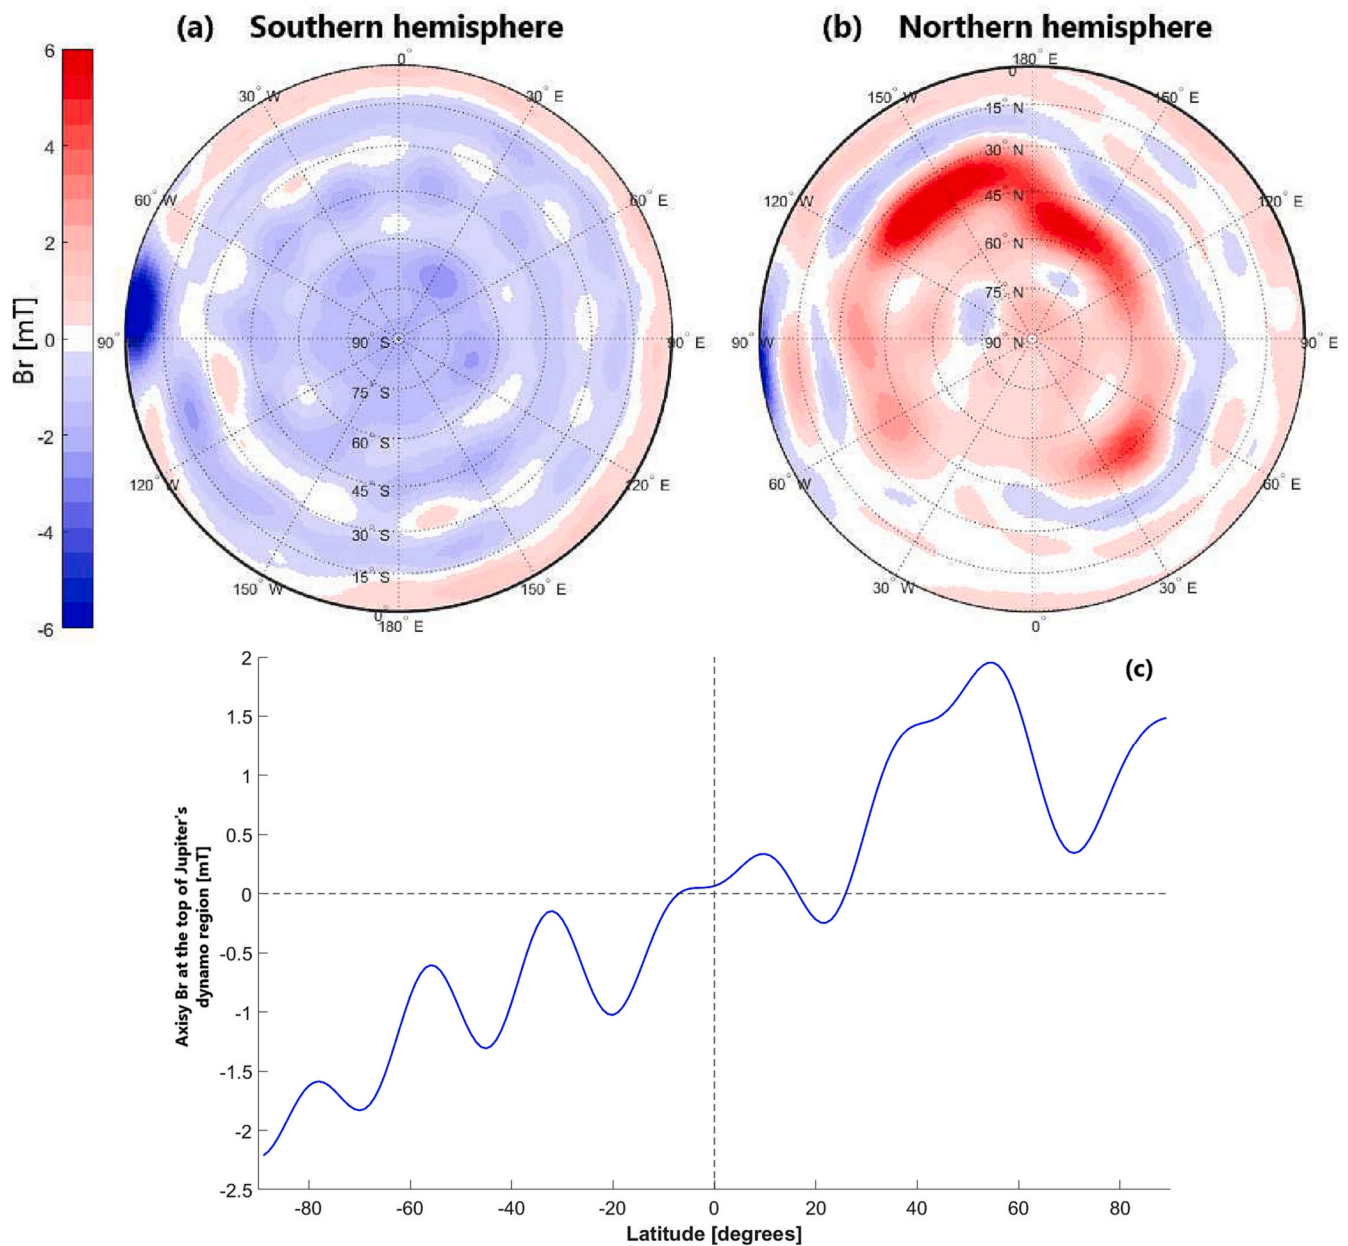 (a) Southern hemisphere
(b) Northern hemisphere
6
4
2
0
-2
-4
-6
Br [mT]
0°
30° W
30° E
60° W
60° E
90°
90° S
90° E
75° S
60° S
120° W
45° S
120° E
30° S
150° W
15° S
150° E
0°
180° E
180° E
0
150° W
15° N
150° E
30° N
120° W
45° N
120° E
60° N
75° N
90° W
90° N
90° E
60° W
60° E
30° W
30° E
0°
(c)
2
1.5
1
0.5
0
-0.5
-1
-1.5
-2
-2.5
Axisy Br at the top of Jupiter's
dynamo region [mT]
-80 -60 -40 -20 0 20 40 60 80
Latitude [degrees]